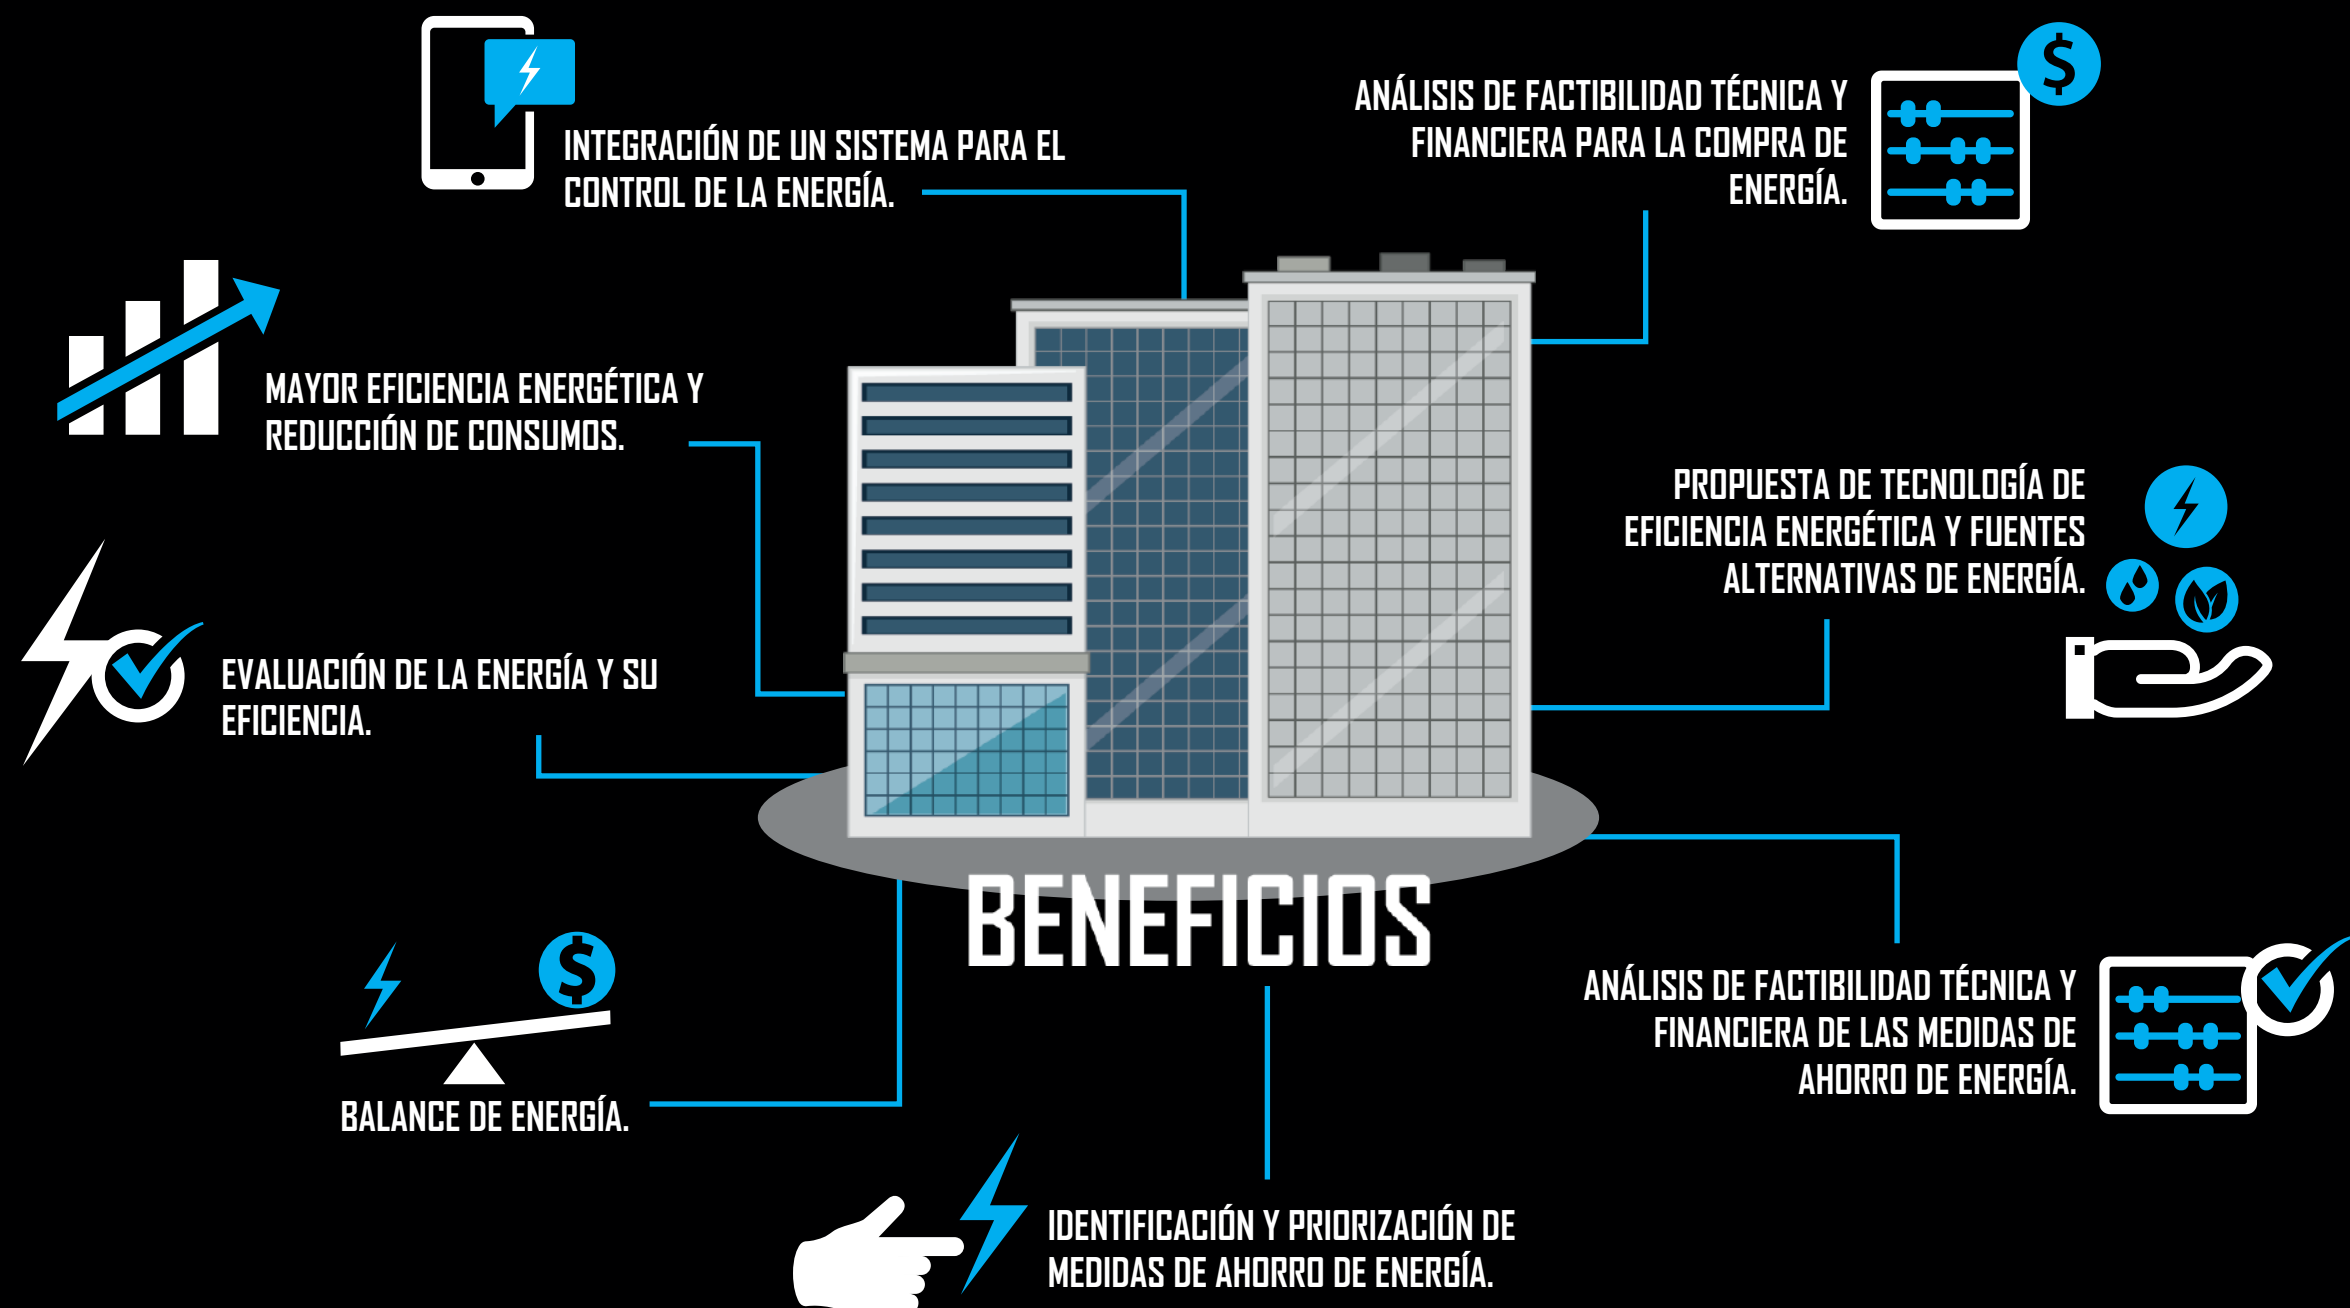 INTEGRACIÓN DE UN SISTEMA PARA EL
CONTROL DE LA ENERGÍA.
ANÁLISIS DE FACTIBILIDAD TÉCNICA Y
FINANCIERA PARA LA COMPRA DE
ENERGÍA.
$
MAYOR EFICIENCIA ENERGÉTICA Y
REDUCCIÓN DE CONSUMOS.
PROPUESTA DE TECNOLOGÍA DE
EFICIENCIA ENERGÉTICA Y FUENTES
ALTERNATIVAS DE ENERGÍA.
EVALUACIÓN DE LA ENERGÍA Y SU
EFICIENCIA.
BENEFICIOS
$
BALANCE DE ENERGÍA.
ANÁLISIS DE FACTIBILIDAD TÉCNICA Y
FINANCIERA DE LAS MEDIDAS DE
AHORRO DE ENERGÍA.
IDENTIFICACIÓN Y PRIORIZACIÓN DE
MEDIDAS DE AHORRO DE ENERGÍA.